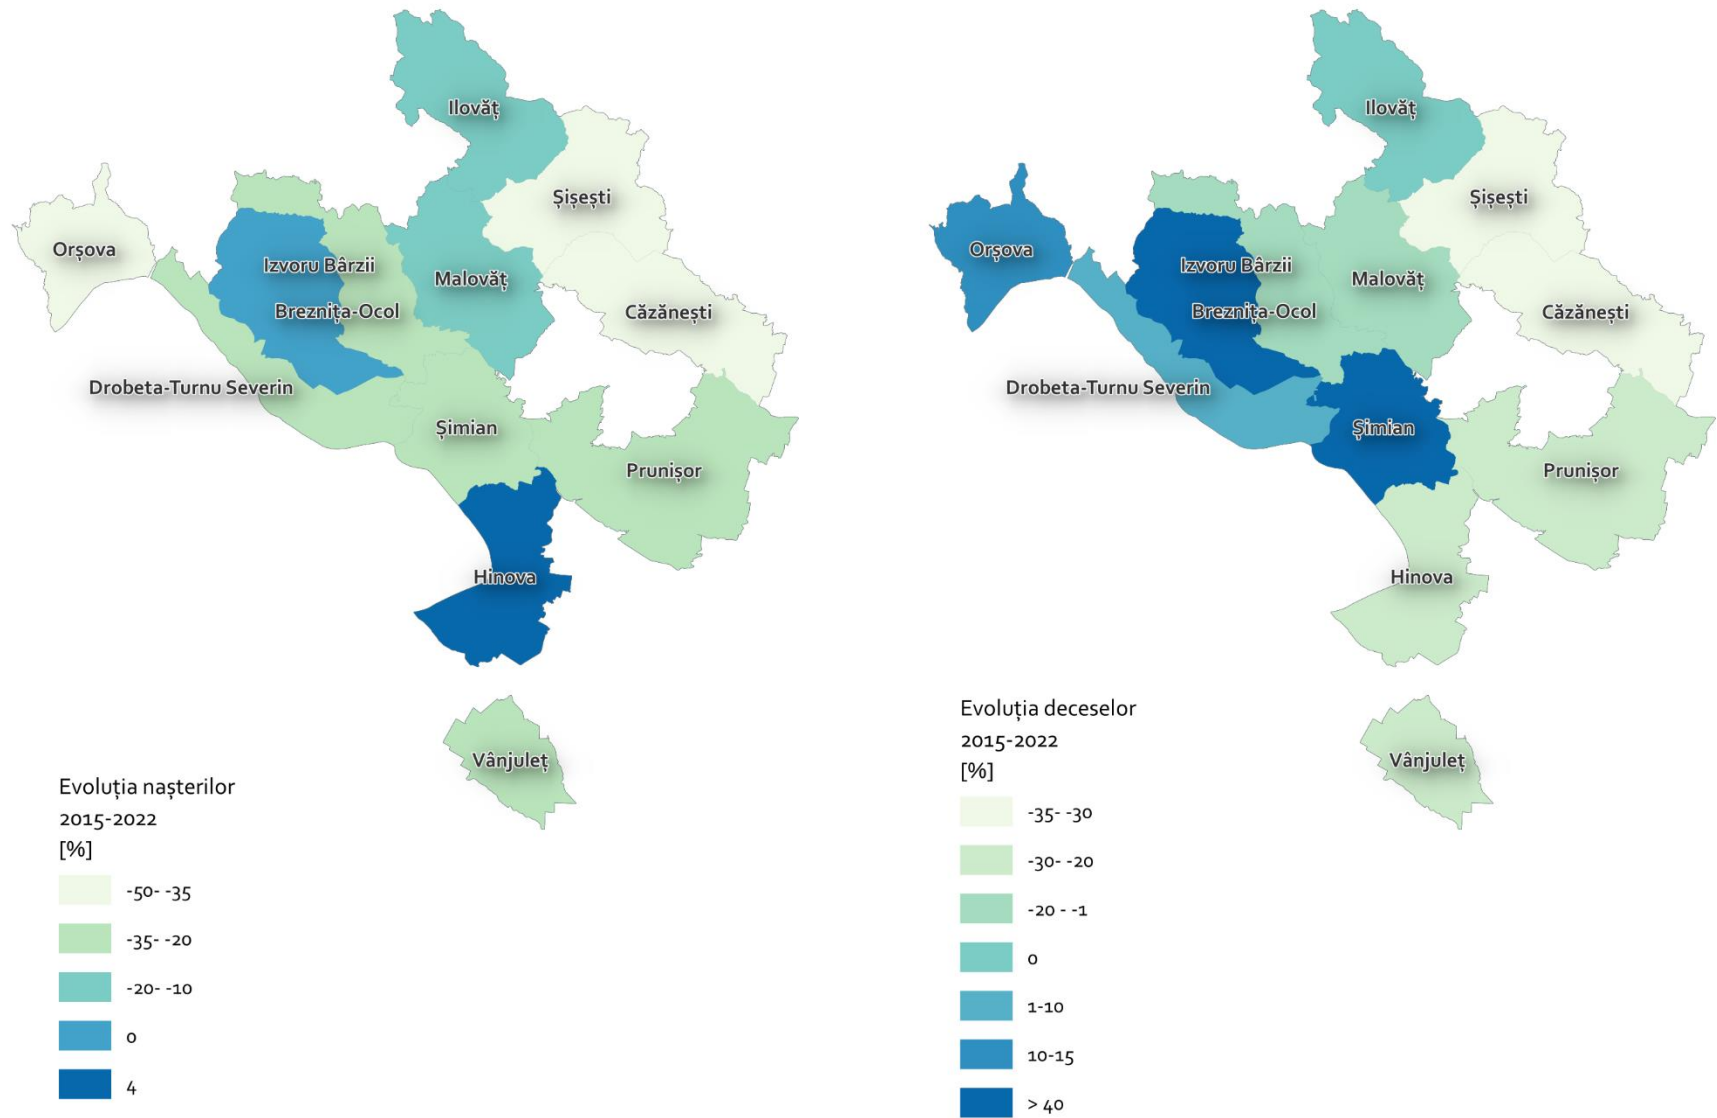 Ilovăț
Șișești
Orșova
Izvoru Bârzii
Malovăț
Breznița-Ocol
Căzănești
Drobeta-Turnu Severin
Șimian
Prunișor
Hinova
Vânjuleț
Evoluția nașterilor
2015-2022
[%]
-50- -35
-35- -20
-20- -10
0
4
Ilovăț
Șișești
Orșova
Izvoru Bârzii
Malovăț
Breznița-Ocol
Căzănești
Drobeta-Turnu Severin
Șimian
Prunișor
Hinova
Vânjuleț
Evoluția deceselor
2015-2022
[%]
-35- -30
-30- -20
-20 - -1
0
1-10
10-15
> 40